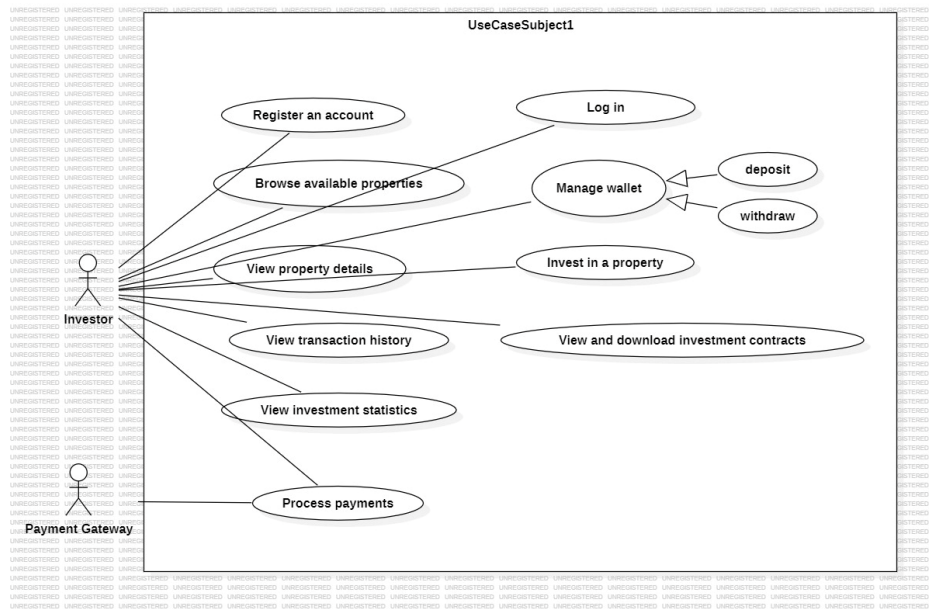 UseCaseSubject1
Register an account
Log in
Browse available properties
Manage wallet
deposit
withdraw
View property details
Invest in a property
Investor
View transaction history
View and download investment contracts
View investment statistics
Process payments
Payment Gateway
UNREGISTERED